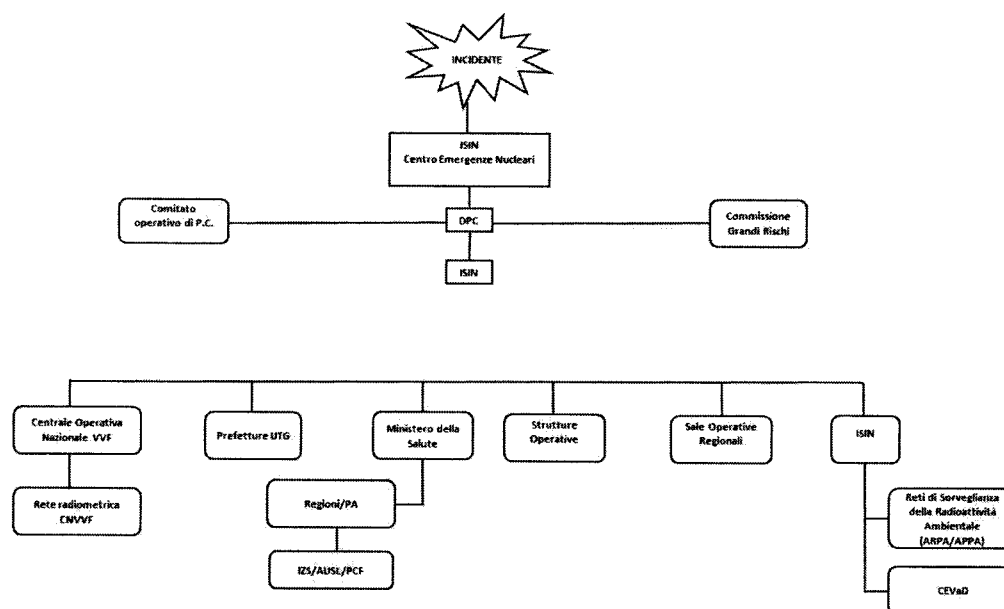 INCIDENTE
ISIN
Centro Emergenze Nucleari
Comitato
operativo di P.C.
DPC
Commissione
Grandi Rischi
ISIN
Centrale Operativa
Nazionale VVF
Prefetture UTG
Ministero della
Salute
Strutture
Operative
Sale Operative
Regionali
ISIN
Rete radiometrica
CNVVF
Regioni/PA
IZS/AUSL/PCF
Reti di Sorveglianza
della Radioattività
Ambientale
(ARPA/APPA)
CEVaD